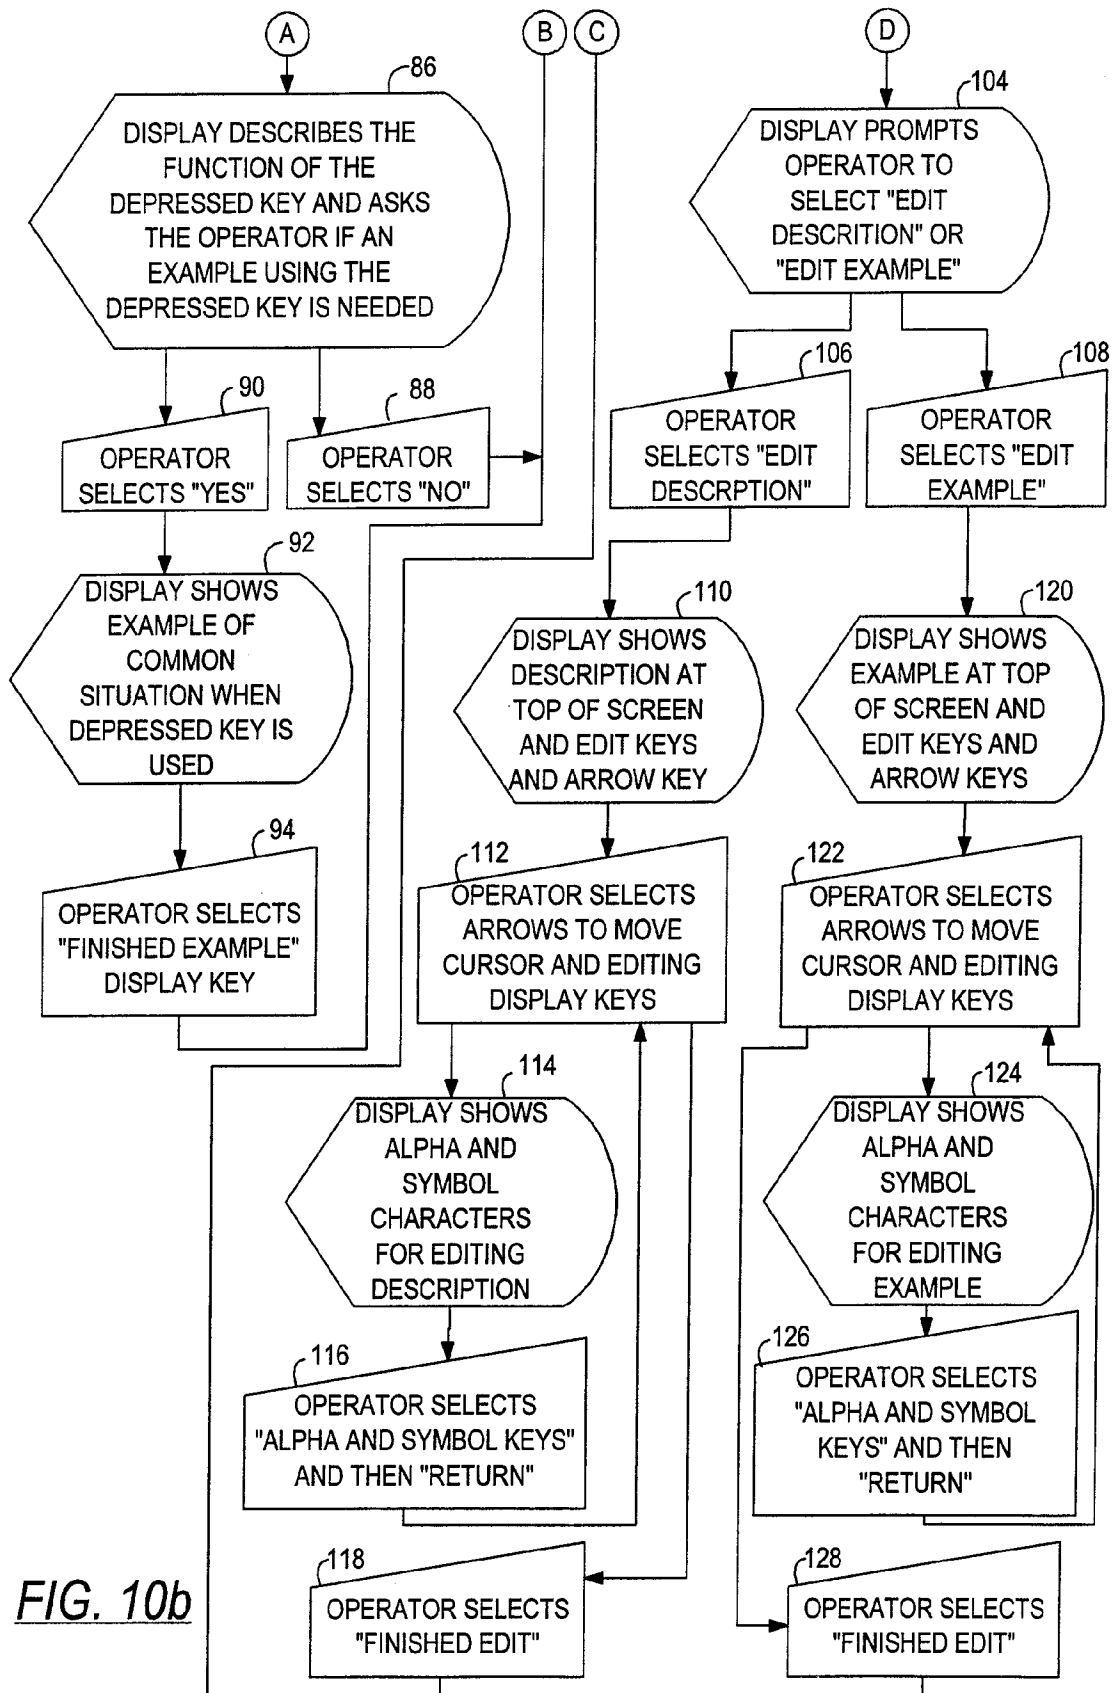 A
B
C
D
86
DISPLAY DESCRIBES THE
FUNCTION OF THE
DEPRESSED KEY AND ASKS
THE OPERATOR IF AN
EXAMPLE USING THE
DEPRESSED KEY IS NEEDED
104
DISPLAY PROMPTS
OPERATOR TO
SELECT "EDIT
DESCRITION" OR
"EDIT EXAMPLE"
90
OPERATOR
SELECTS "YES"
88
OPERATOR
SELECTS "NO"
106
OPERATOR
SELECTS "EDIT
DESCRPTION"
108
OPERATOR
SELECTS "EDIT
EXAMPLE"
92
DISPLAY SHOWS
EXAMPLE OF
COMMON
SITUATION WHEN
DEPRESSED KEY IS
USED
110
DISPLAY SHOWS
DESCRIPTION AT
TOP OF SCREEN
AND EDIT KEYS
AND ARROW KEY
120
DISPLAY SHOWS
EXAMPLE AT TOP
OF SCREEN AND
EDIT KEYS AND
ARROW KEYS
94
OPERATOR SELECTS
"FINISHED EXAMPLE"
DISPLAY KEY
112
OPERATOR SELECTS
ARROWS TO MOVE
CURSOR AND EDITING
DISPLAY KEYS
122
OPERATOR SELECTS
ARROWS TO MOVE
CURSOR AND EDITING
DISPLAY KEYS
114
DISPLAY SHOWS
ALPHA AND
SYMBOL
CHARACTERS
FOR EDITING
DESCRIPTION
124
DISPLAY SHOWS
ALPHA AND
SYMBOL
CHARACTERS
FOR EDITING
EXAMPLE
116
OPERATOR SELECTS
"ALPHA AND SYMBOL KEYS"
AND THEN "RETURN"
126
OPERATOR SELECTS
"ALPHA AND SYMBOL
KEYS" AND THEN
"RETURN"
118
OPERATOR SELECTS
"FINISHED EDIT"
128
OPERATOR SELECTS
"FINISHED EDIT"
FIG. 10b